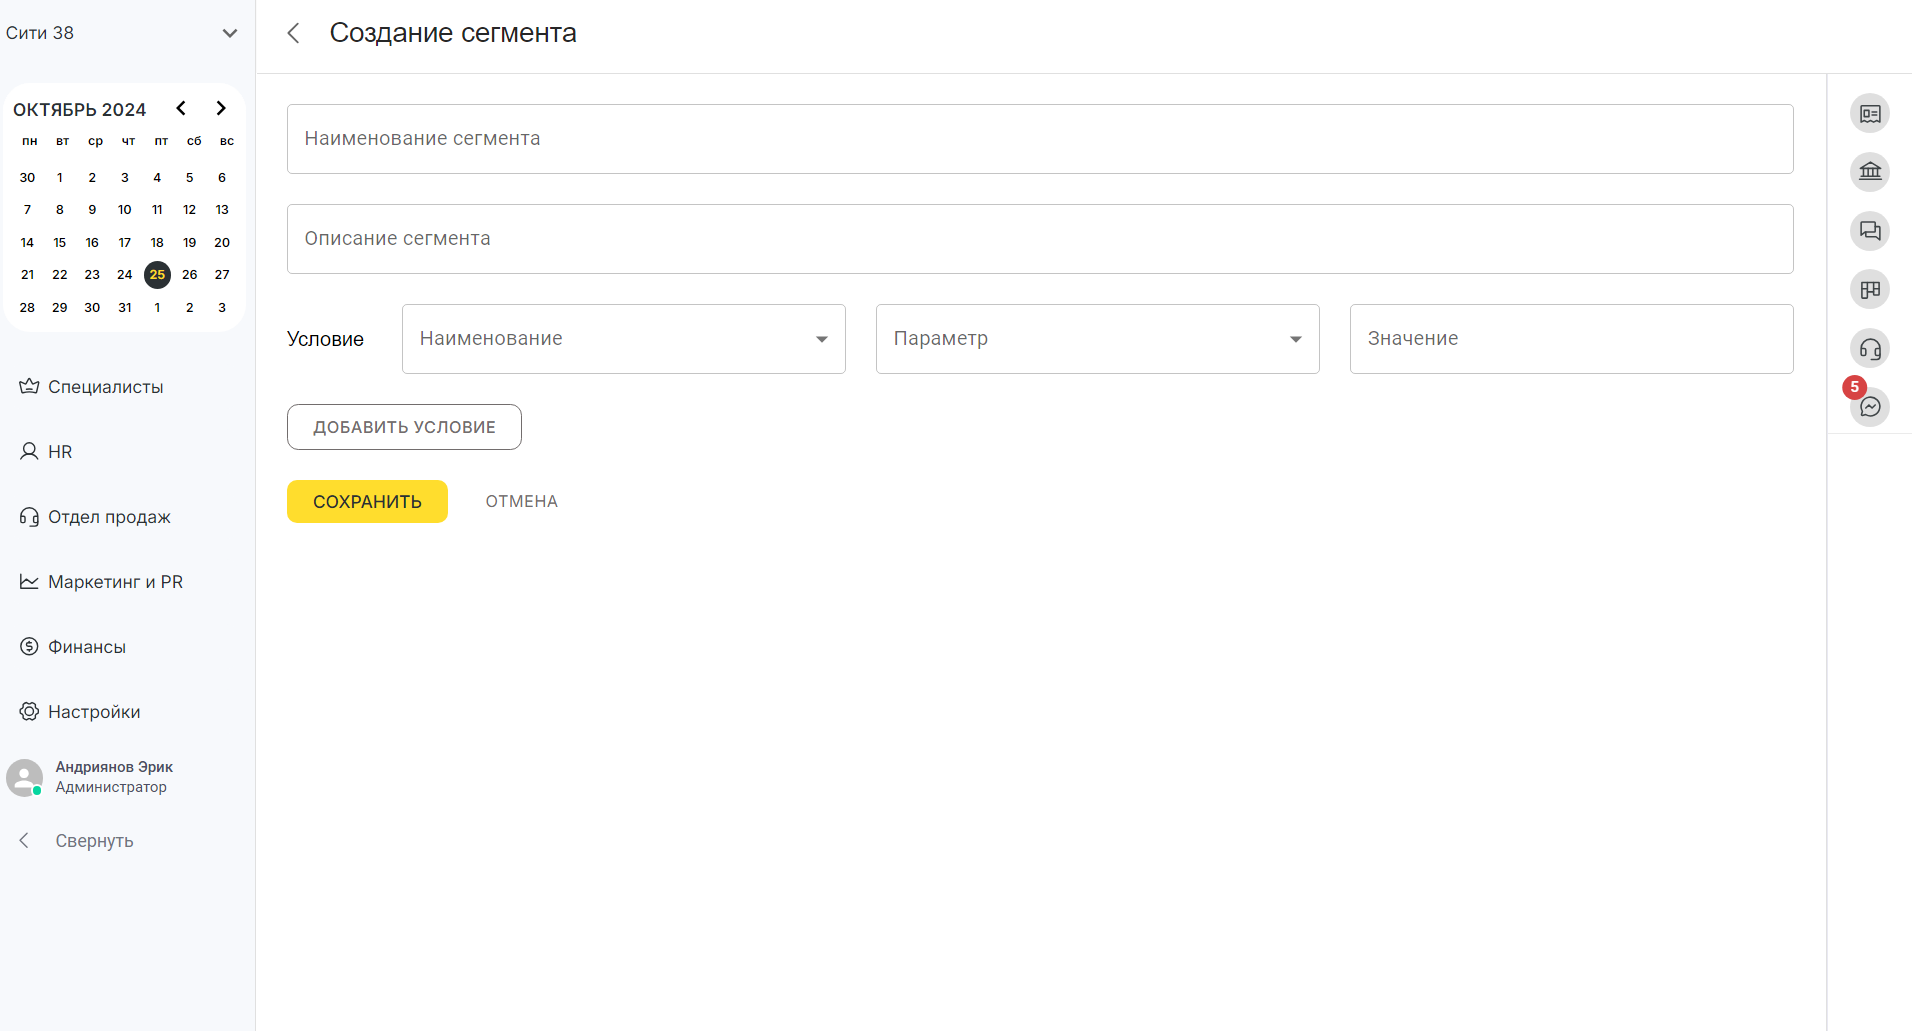 Сити 38
ОКТЯБРЬ 2024
пн вт ср чт пт сб вс
30 1 2 3 4 5 6
7 8 9 10 11 12 13
14 15 16 17 18 19 20
21 22 23 24 25 26 27
28 29 30 31 1 2 3
Специалисты
HR
Отдел продаж
Маркетинг и PR
Финансы
Настройки
Андриянов Эрик
Администратор
Свернуть
Создание сегмента
Наименование сегмента
Описание сегмента
Условие Наименование Параметр Значение
ДОБАВИТЬ УСЛОВИЕ
СОХРАНИТЬ ОТМЕНА
5